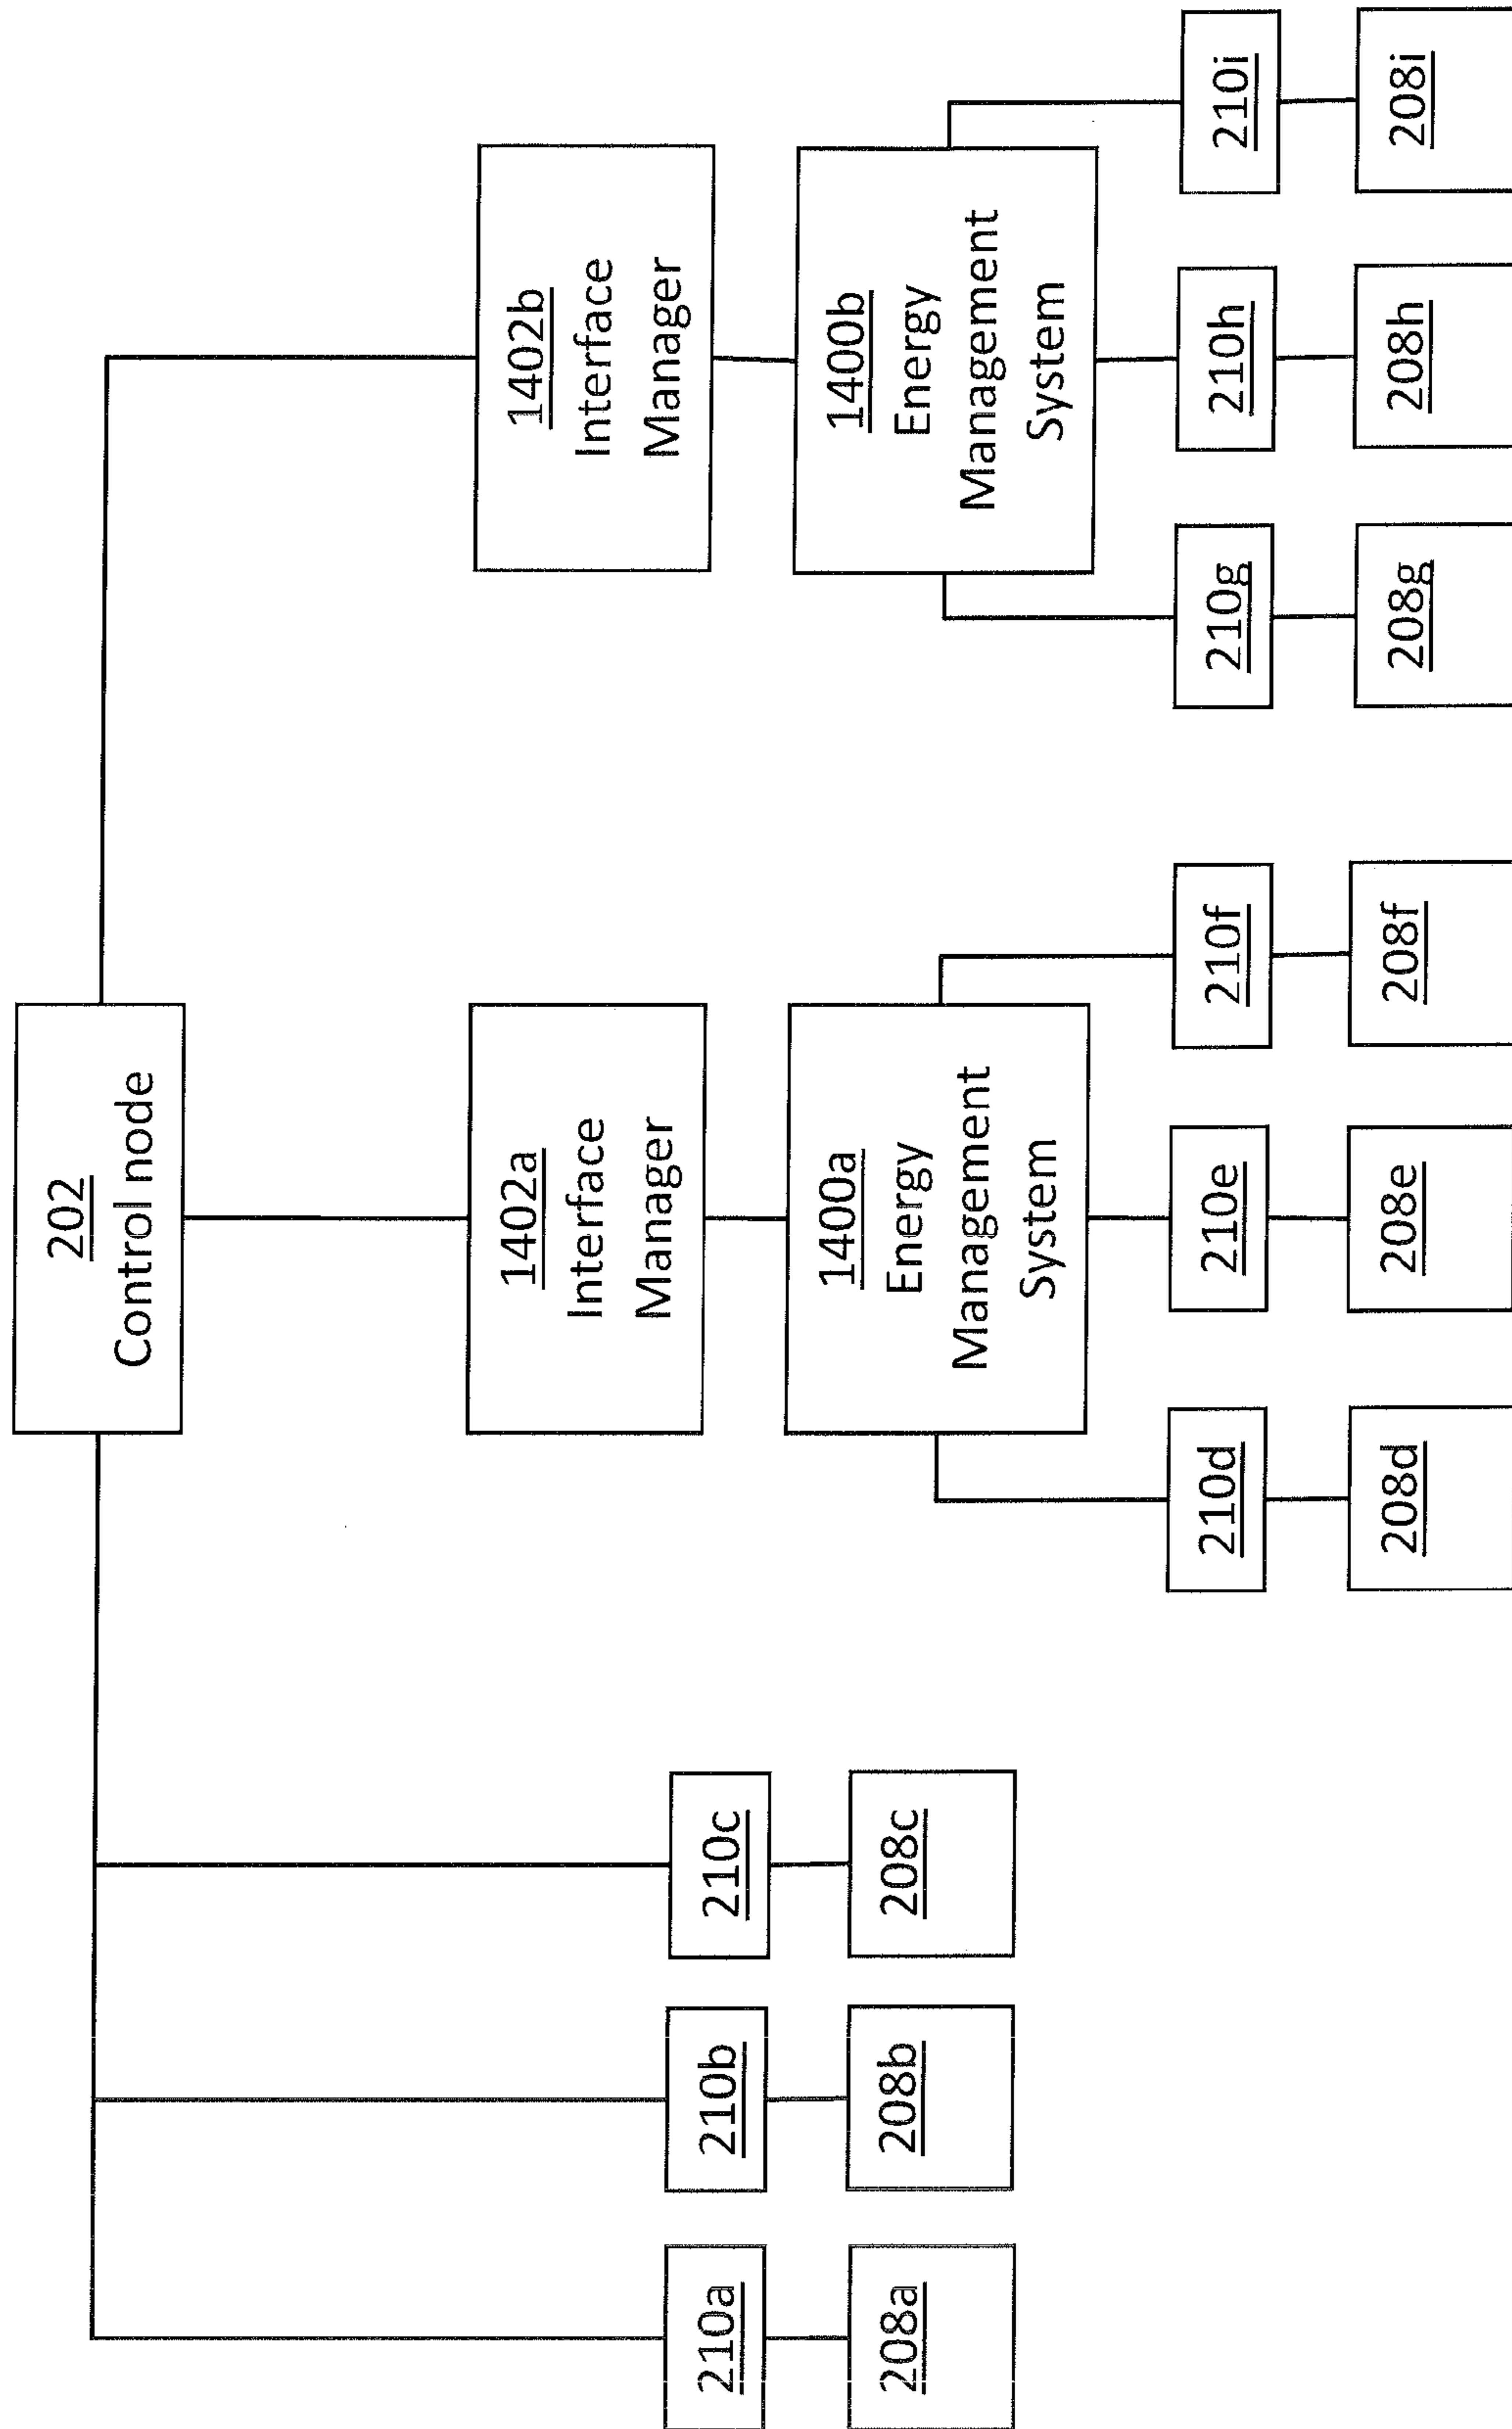 202
Control node
1402a
Interface
Manager
1402b
Interface
Manager
210a
210b
210c
208a
208b
208c
1400a
Energy
Management
System
1400b
Energy
Management
System
210d
210e
210f
210g
210h
210i
208d
208e
208f
208g
208h
208i